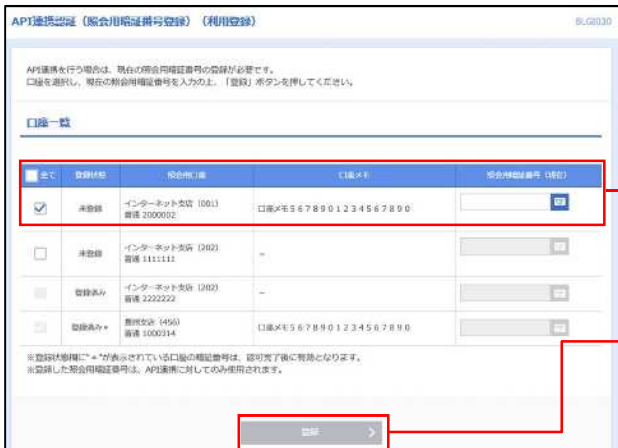 API連携認証（照会用暗証番号登録）（利用登録）
BLGI030
API連携を行う場合は、現在の照会用暗証番号の登録が必要です。
口座を選択し、現在の照会用暗証番号を入力の上、「登録」ボタンを押してください。
口座一覧
全て 登録状態 照会用口座 口座メモ 照会用暗証番号（現在）
未登録 インターネット支店（001） 口座メモ５６７８９０１２３４５６７８９０
普通 2000002
未登録 インターネット支店（202） －
普通 1111111
登録済み インターネット支店（202） －
普通 2222222
登録済み* 支店（456） 口座メモ５６７８９０１２３４５６７８９０
普通 1000314
※登録状態欄に"＊"が表示されている口座の暗証番号は、認可完了後に有効となります。
※登録した照会用暗証番号は、API連携に対してのみ使用されます。
登録